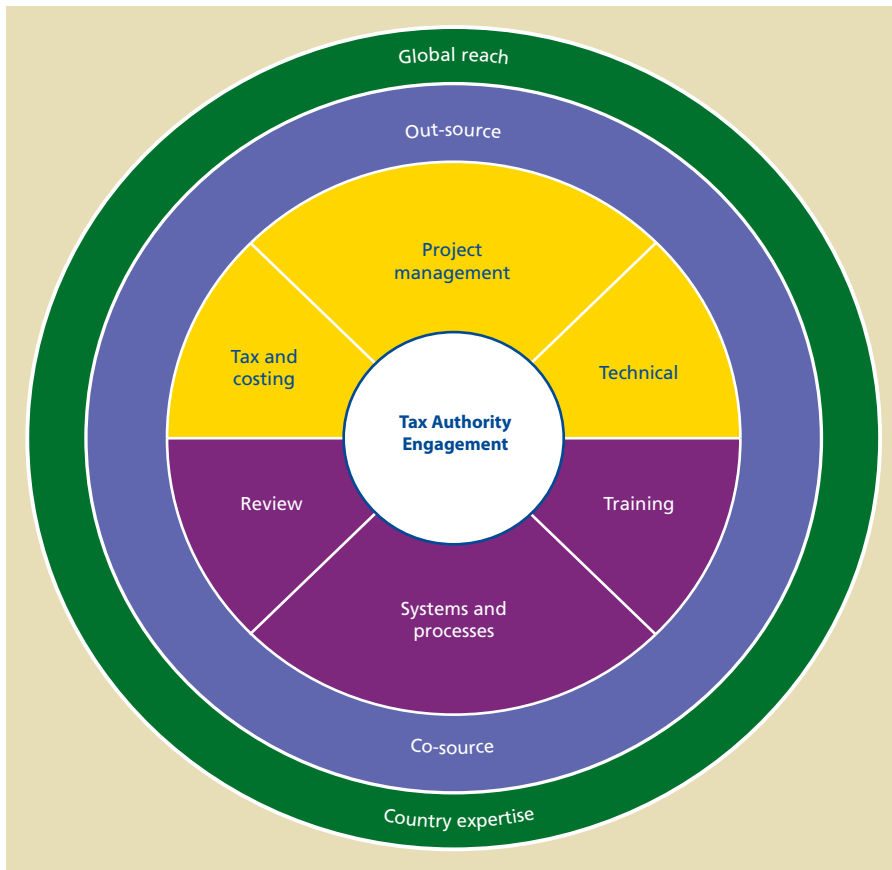 Global reach
Out-source
Project
management
Tax and
costing
Technical
Tax Authority
Engagement
Review
Training
Systems and
processes
Co-source
Country expertise